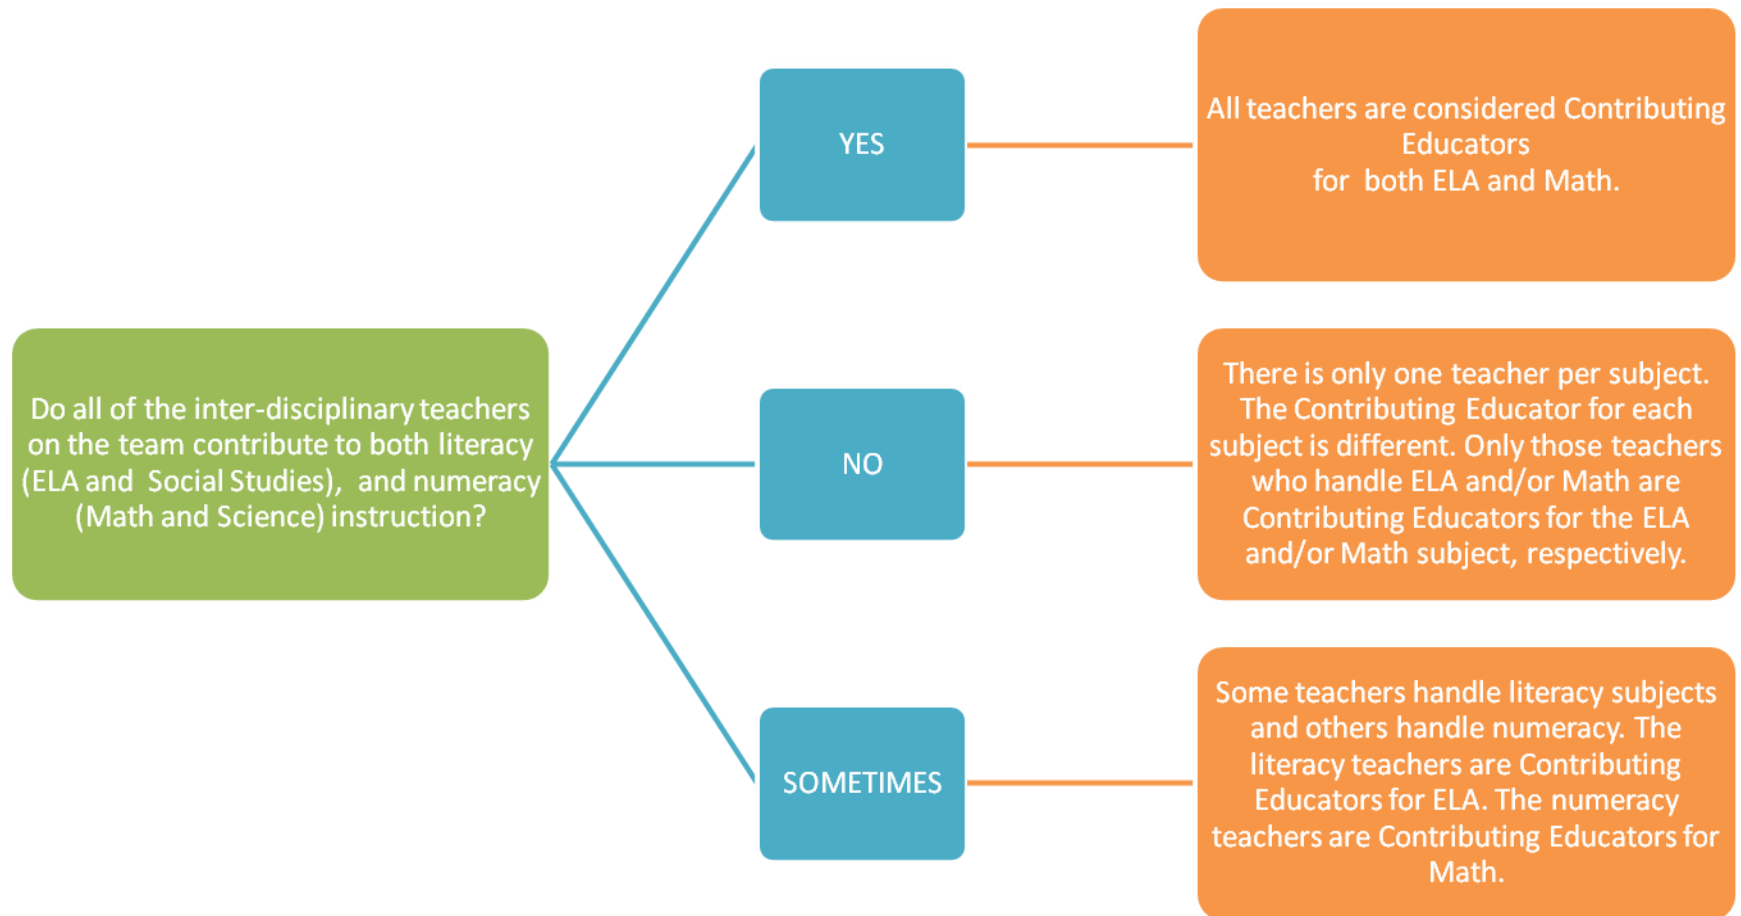 Do all of the inter-disciplinary teachers
on the team contribute to both literacy
(ELA and Social Studies), and numeracy
(Math and Science) instruction?
YES
All teachers are considered Contributing
Educators
for both ELA and Math.
NO
There is only one teacher per subject.
The Contributing Educator for each
subject is different. Only those teachers
who handle ELA and/or Math are
Contributing Educators for the ELA
and/or Math subject, respectively.
SOMETIMES
Some teachers handle literacy subjects
and others handle numeracy. The
literacy teachers are Contributing
Educators for ELA. The numeracy
teachers are Contributing Educators for
Math.